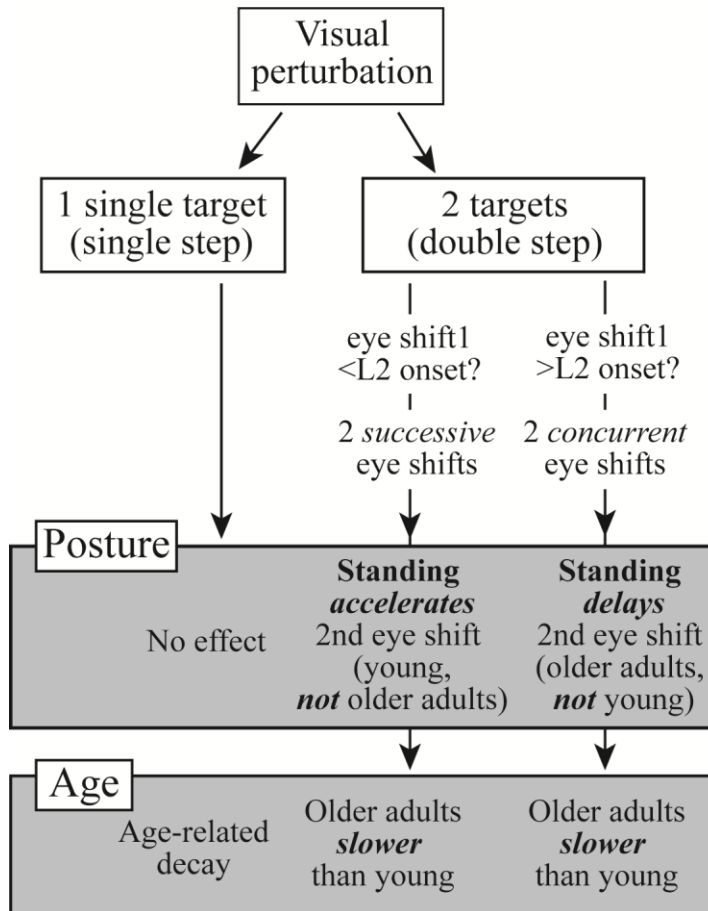 Visual
perturbation
1 single target
(single step)
2 targets
(double step)
eye shift1
<L2 onset?
2 successive
eye shifts
eye shift1
>L2 onset?
2 concurrent
eye shifts
Posture
No effect
Standing
accelerates
2nd eye shift
(young,
not older adults)
Standing
delays
2nd eye shift
(older adults,
not young)
Age
Age-related
decay
Older adults
slower
than young
Older adults
slower
than young